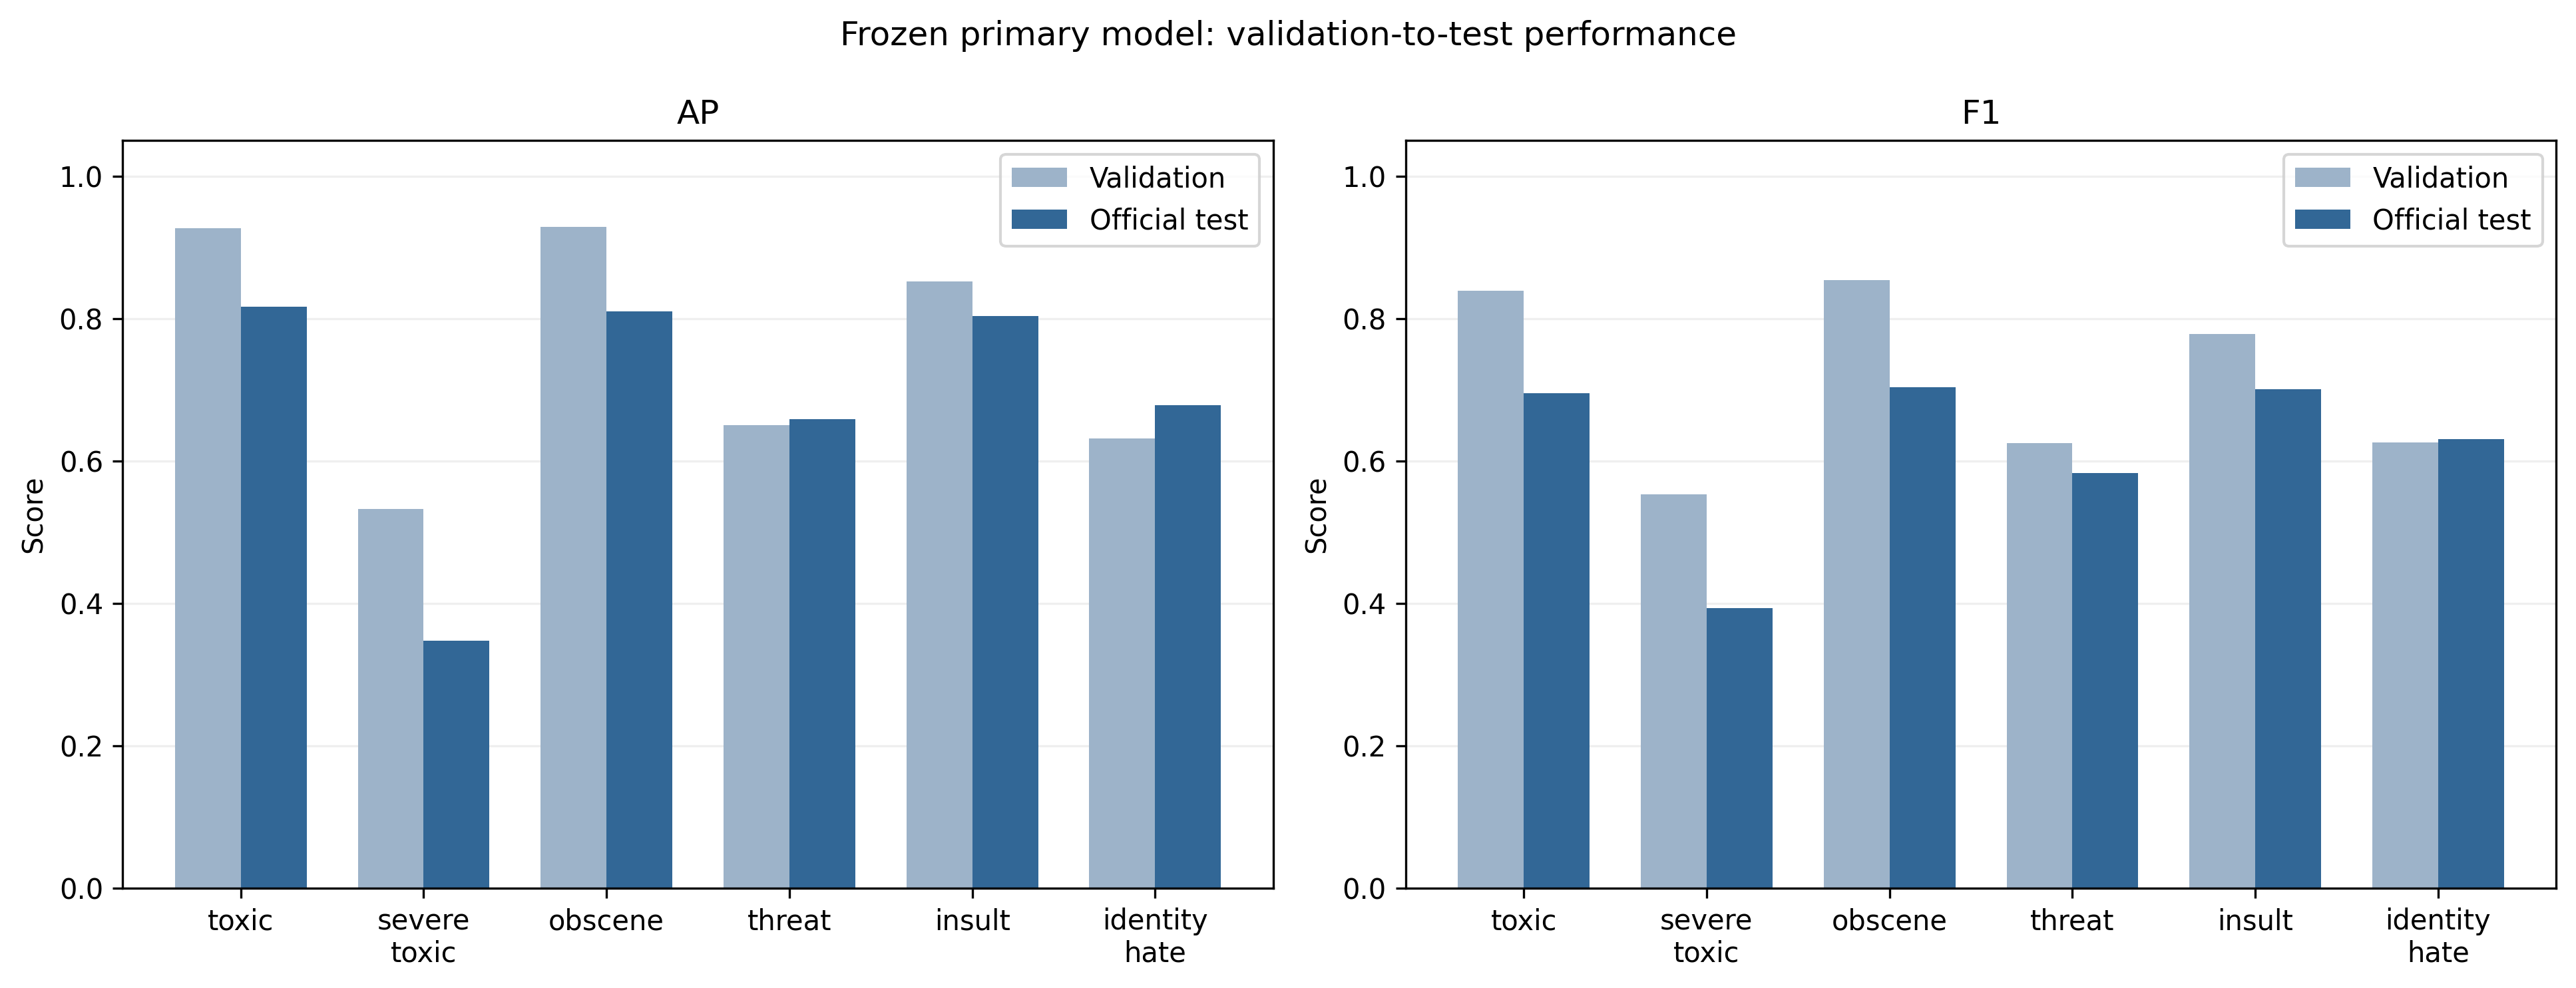 Frozen primary model: validation-to-test performance
AP
Score
1.0
0.8
0.6
0.4
0.2
0.0
Validation
Official test
toxic
severe
toxic
obscene
threat
insult
identity
hate
F1
Score
1.0
0.8
0.6
0.4
0.2
0.0
Validation
Official test
toxic
severe
toxic
obscene
threat
insult
identity
hate